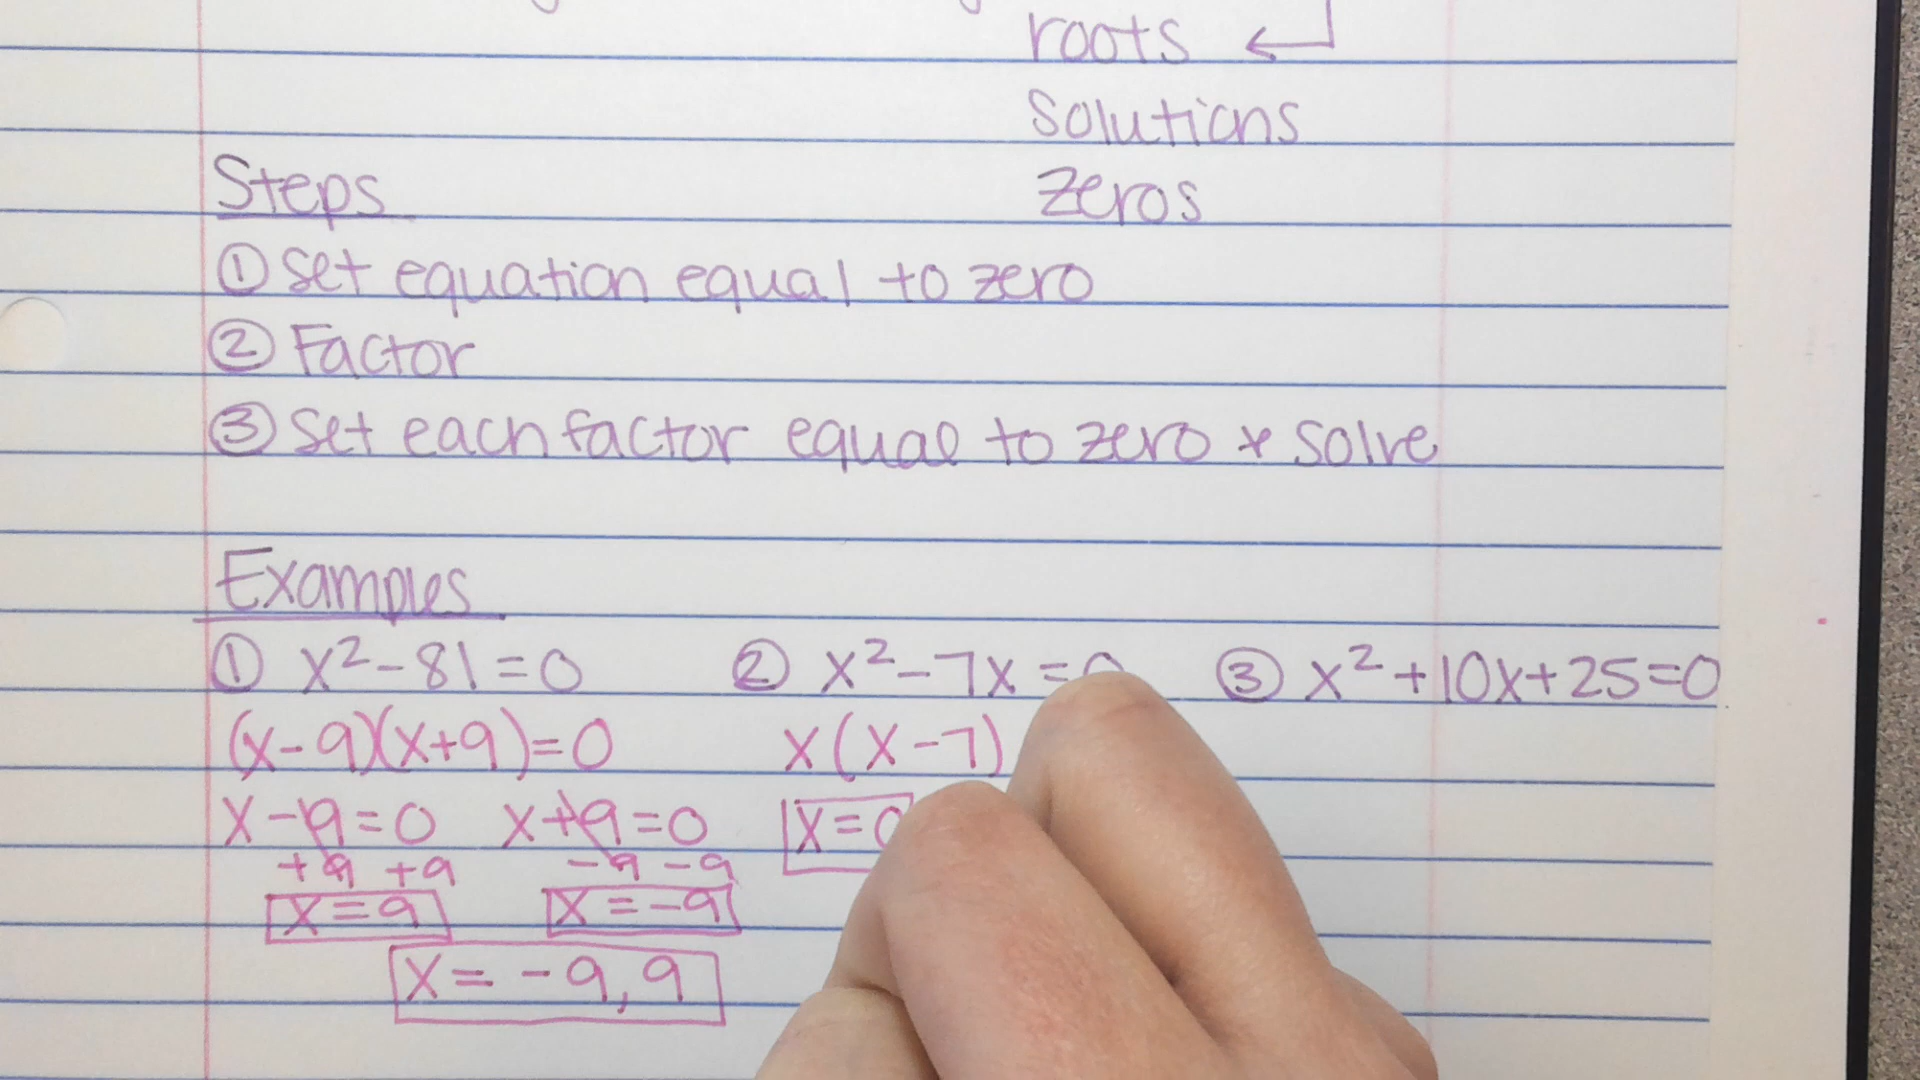 roots ←
solutions
zeros
Steps
① set equation equal to zero
② Factor
③ set each factor equal to zero & solve
Examples
① x²-81=0 ② x²-7x=0 ③ x²+10x+25=0
(x-9)(x+9)=0 x(x-7)
x-9=0 x+9=0 x=0
+9 +9 -9 -9
x=9 x=-9
x=-9,9